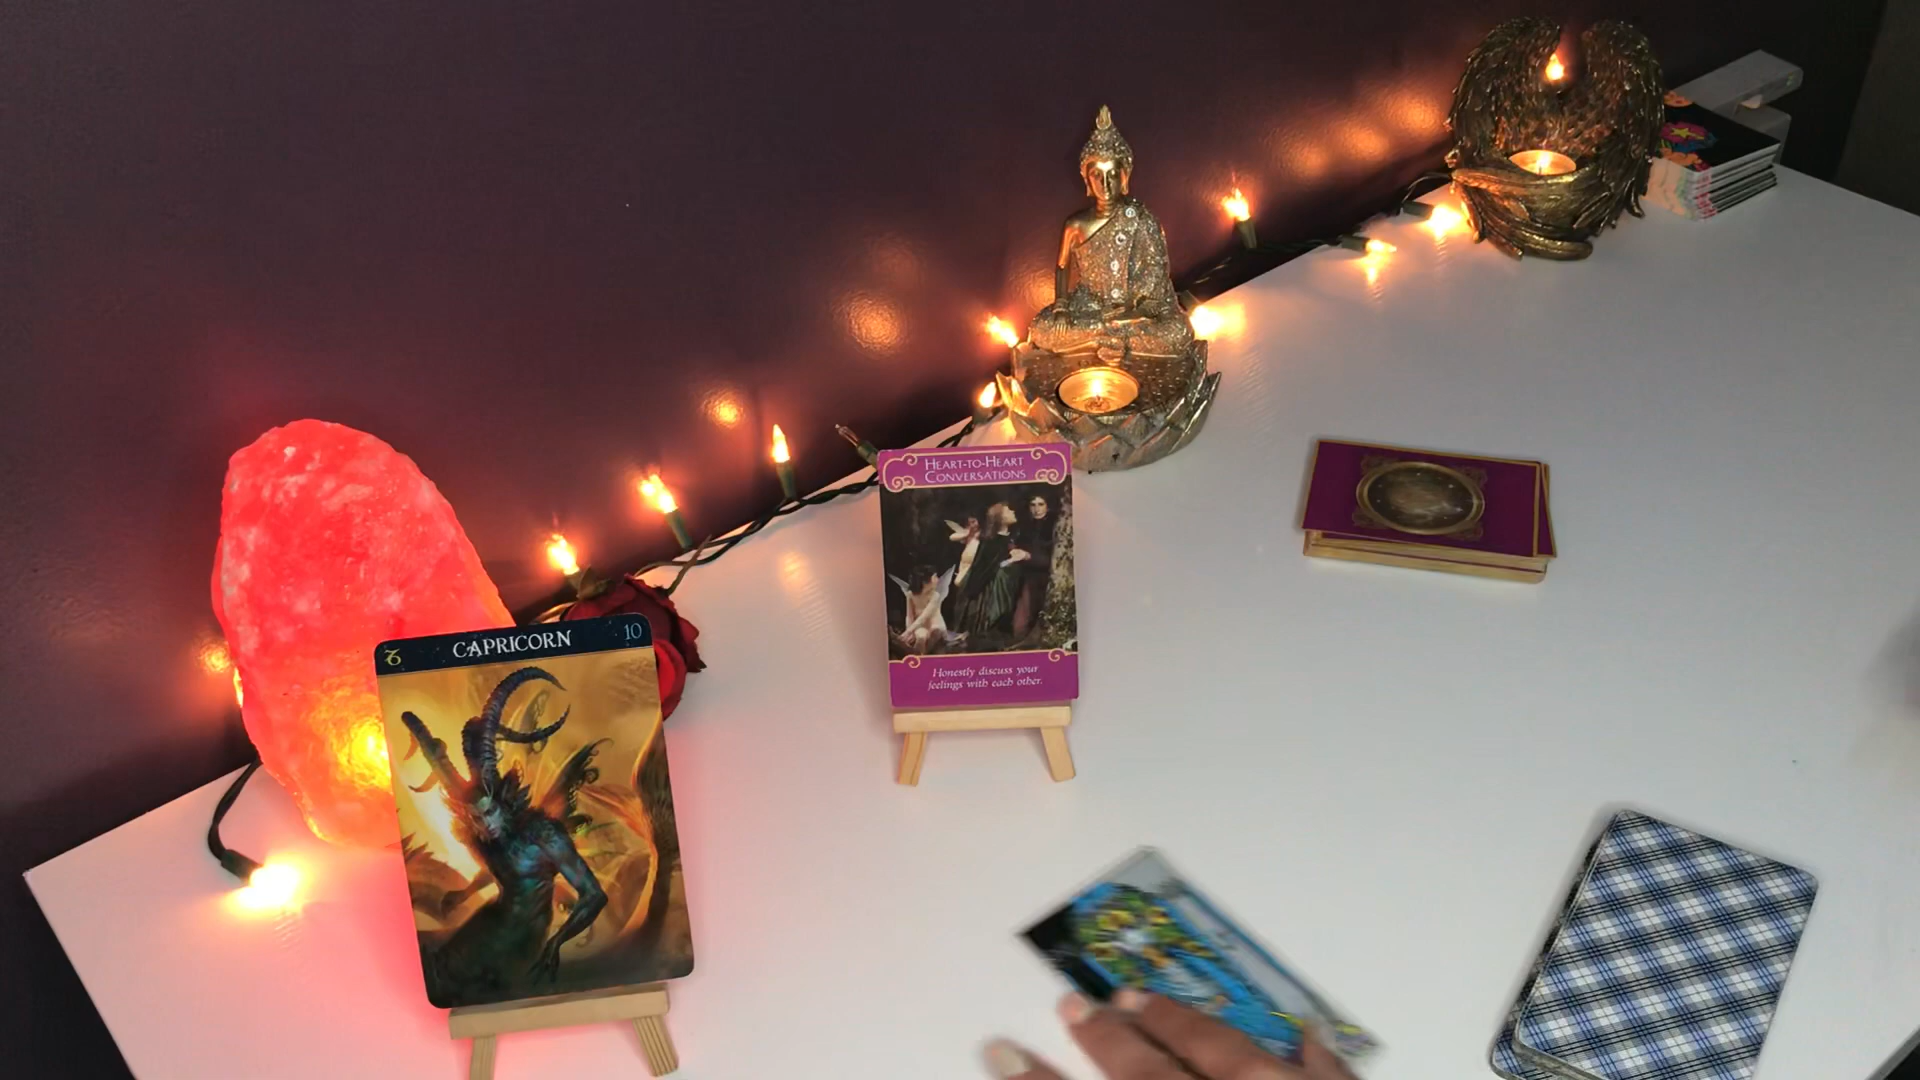 CAPRICORN 10
HEART-TO-HEART
CONVERSATIONS
Honestly discuss your
feelings with each other.